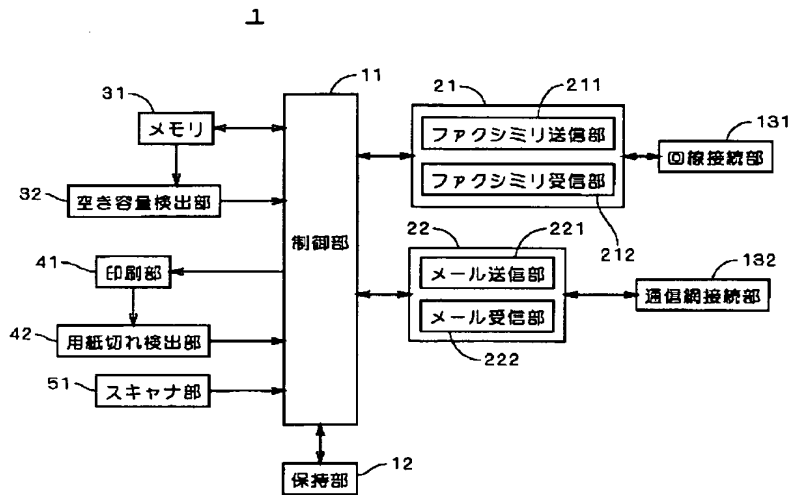 1
11
31
メモリ
32
空き容量検出部
41
印刷部
42
用紙切れ検出部
51
スキャナ部
制御部
12
保持部
21
211
ファクシミリ送信部
ファクシミリ受信部
212
131
回線接続部
22
221
メール送信部
メール受信部
222
132
通信網接続部